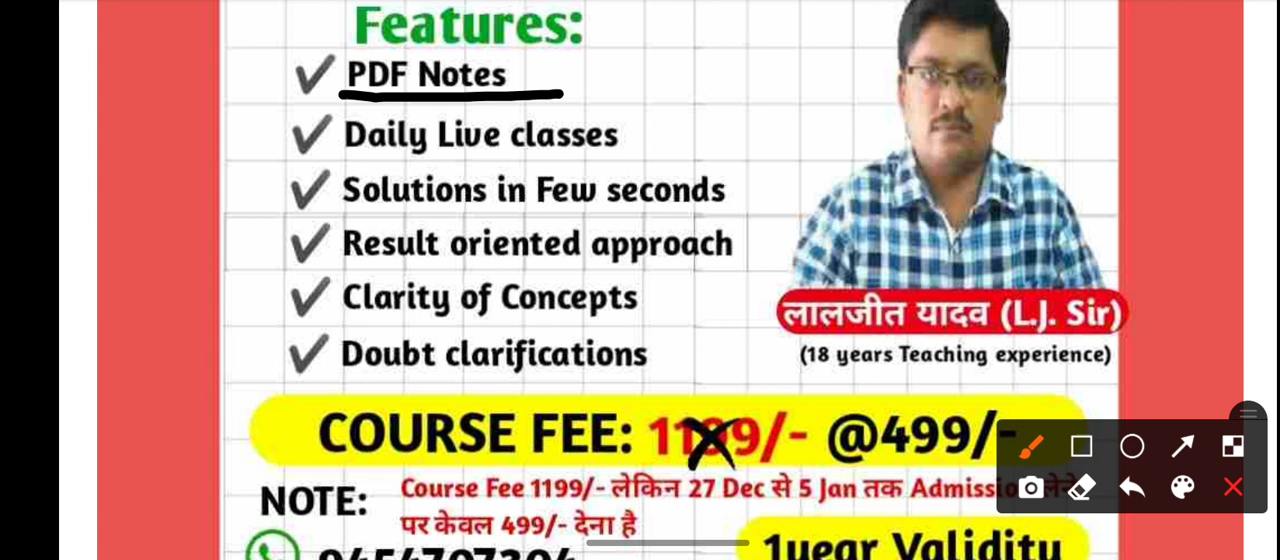 Features:
✔ PDF Notes
✔ Daily Live classes
✔ Solutions in Few seconds
✔ Result oriented approach
✔ Clarity of Concepts
✔ Doubt clarifications
लालजीत यादव (L.J. Sir)
(18 years Teaching experience)
COURSE FEE: 1199/- @499/-
NOTE: Course Fee 1199/- लेकिन 27 Dec से 5 Jan तक
पर केवल 499/- देना है
1year Validity